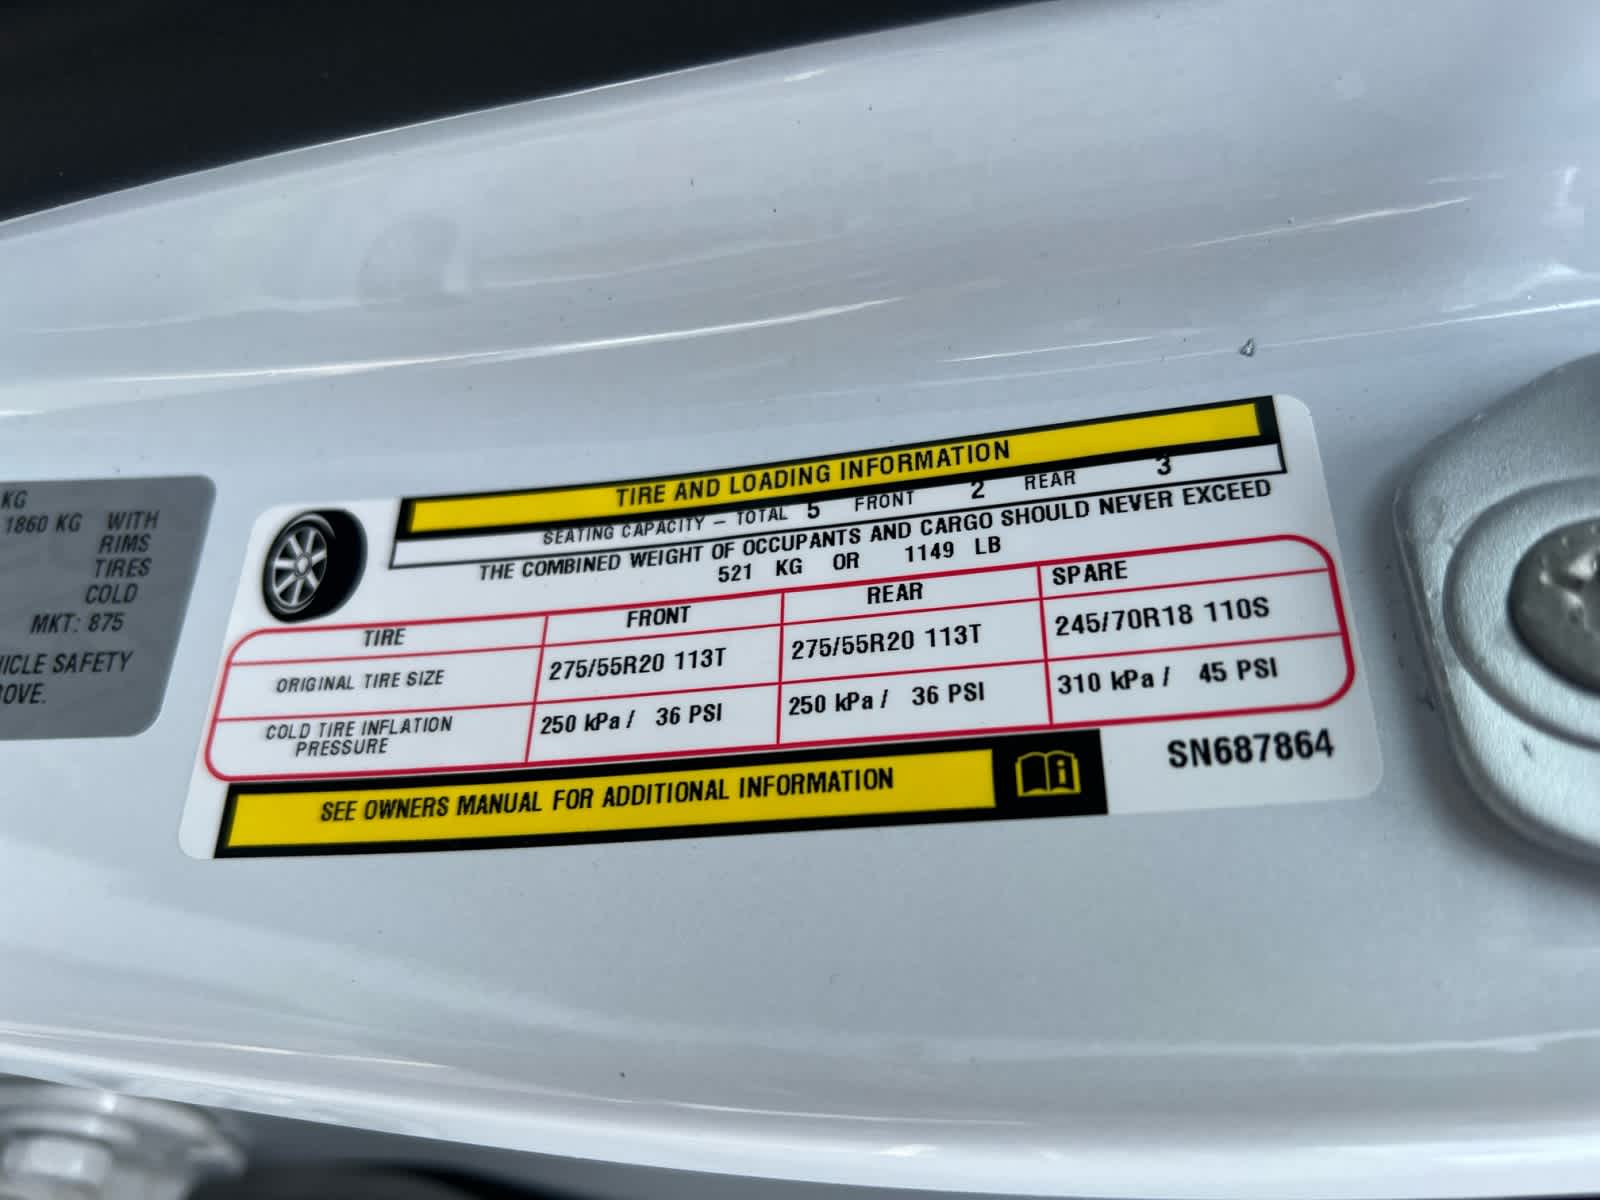 KG
1860 KG WITH
RIMS
TIRES
COLD
MKT: 875
ICLE SAFETY
OVE.
TIRE AND LOADING INFORMATION
SEATING CAPACITY – TOTAL 5 FRONT 2 REAR 3
THE COMBINED WEIGHT OF OCCUPANTS AND CARGO SHOULD NEVER EXCEED
521 KG OR 1149 LB
TIRE FRONT REAR SPARE
ORIGINAL TIRE SIZE 275/55R20 113T 275/55R20 113T 245/70R18 110S
COLD TIRE INFLATION
PRESSURE 250 kPa / 36 PSI 250 kPa / 36 PSI 310 kPa / 45 PSI
SEE OWNERS MANUAL FOR ADDITIONAL INFORMATION
SN687864